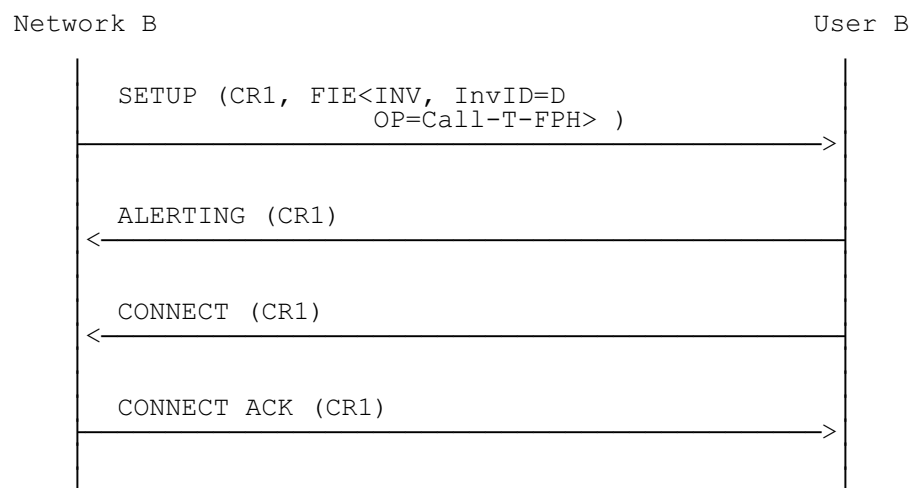 Network B User B
SETUP (CR1, FIE<INV, InvID=D
OP=Call-T-FPH> )
ALERTING (CR1)
CONNECT (CR1)
CONNECT ACK (CR1)